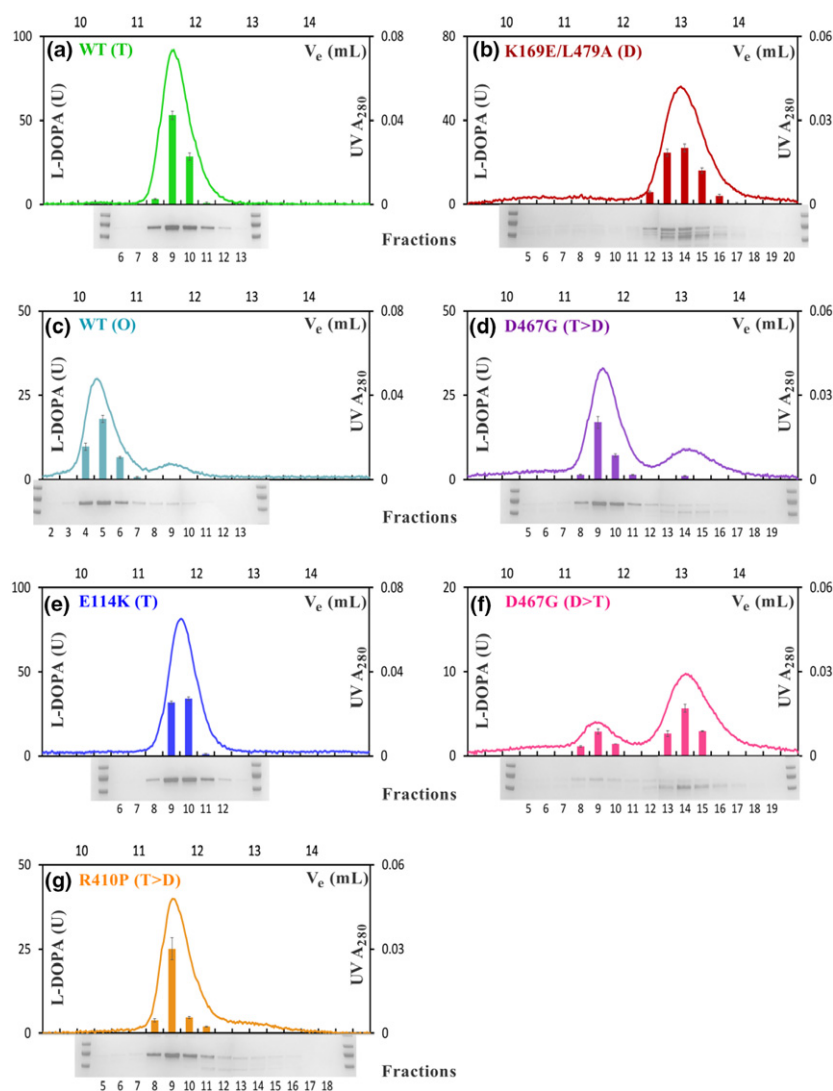 10 11 12 13 14
(a) WT (T) Vₑ (mL)
100 50 0
L-DOPA (U)
0.08 0.04 0
UV A₂₈₀
6 7 8 9 10 11 12 13
Fractions
10 11 12 13 14
(b) K169E/L479A (D) Vₑ (mL)
80 40 0
L-DOPA (U)
0.06 0.03 0
UV A₂₈₀
5 6 7 8 9 10 11 12 13 14 15 16 17 18 19 20
10 11 12 13 14
(c) WT (O) Vₑ (mL)
50 25 0
L-DOPA (U)
0.08 0.04 0
UV A₂₈₀
2 3 4 5 6 7 8 9 10 11 12 13
Fractions
10 11 12 13 14
(d) D467G (T>D) Vₑ (mL)
50 25 0
L-DOPA (U)
0.06 0.03 0
UV A₂₈₀
5 6 7 8 9 10 11 12 13 14 15 16 17 18 19
10 11 12 13 14
(e) E114K (T) Vₑ (mL)
100 50 0
L-DOPA (U)
0.08 0.04 0
UV A₂₈₀
6 7 8 9 10 11 12
Fractions
10 11 12 13 14
(f) D467G (D>T) Vₑ (mL)
20 10 0
L-DOPA (U)
0.06 0.03 0
UV A₂₈₀
5 6 7 8 9 10 11 12 13 14 15 16 17 18 19
10 11 12 13 14
(g) R410P (T>D) Vₑ (mL)
50 25 0
L-DOPA (U)
0.06 0.03 0
UV A₂₈₀
5 6 7 8 9 10 11 12 13 14 15 16 17 18
Fractions